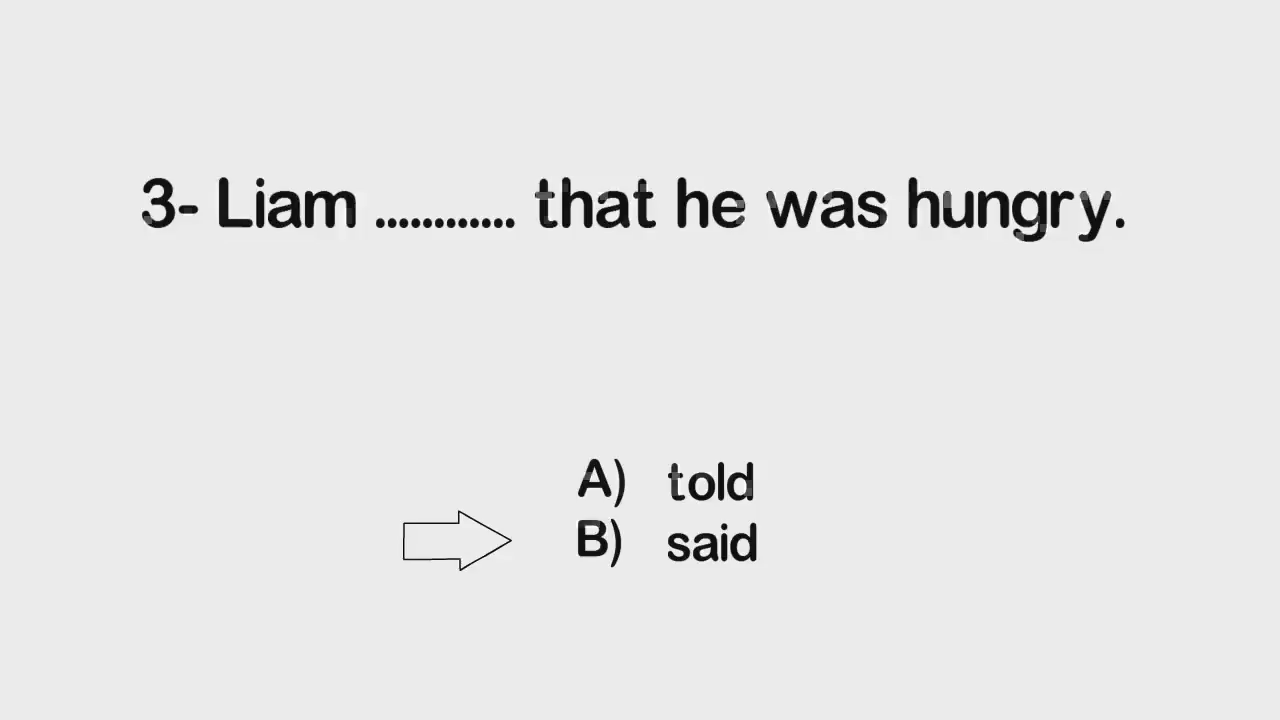 3- Liam ............ that he was hungry.
A) told
B) said